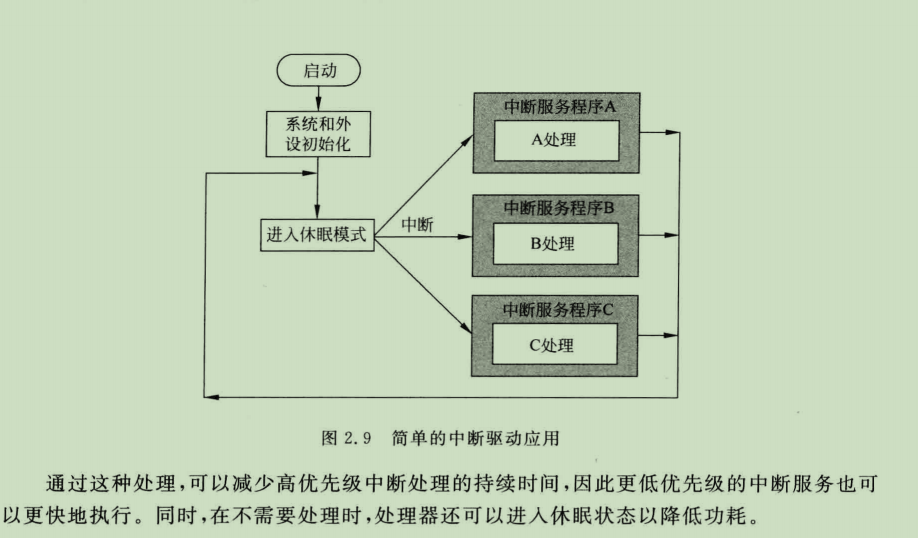 启动
系统和外
设初始化
进入休眠模式
中断
中断服务程序A
A处理
中断服务程序B
B处理
中断服务程序C
C处理
图 2.9 简单的中断驱动应用
通过这种处理,可以减少高优先级中断处理的持续时间,因此更低优先级的中断服务也可
以更快地执行。同时,在不需要处理时,处理器还可以进入休眠状态以降低功耗。